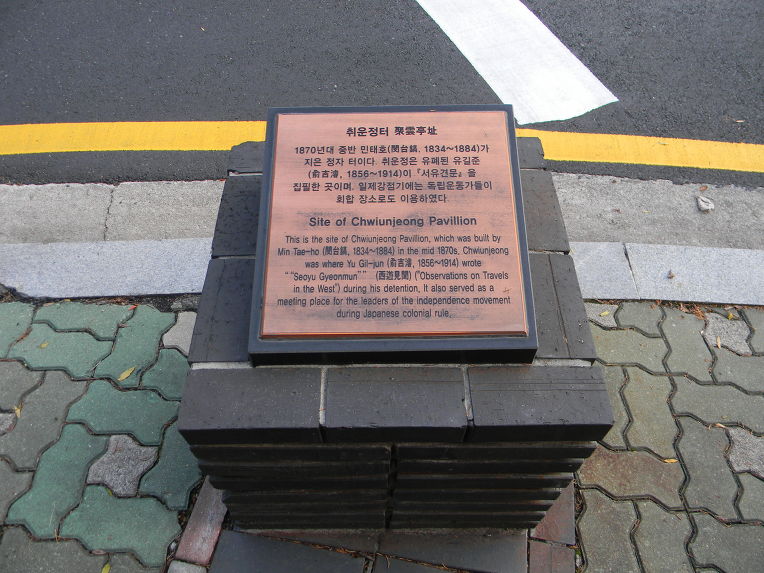 취운정터 聚雲亭址
1870년대 중반 민태호(閔台鎬, 1834~1884)가
지은 정자 터이다. 취운정은 유폐된 유길준
(兪吉濬, 1856~1914)이 『서유견문』을
집필한 곳이며, 일제강점기에는 독립운동가들이
회합 장소로도 이용하였다.
Site of Chwiunjeong Pavillion
This is the site of Chwiunjeong Pavillion, which was built by
Min Tae-ho (閔台鎬, 1834~1884) in the mid 1870s. Chwiunjeong
was where Yu Gil-jun (兪吉濬, 1856~1914) wrote
""Seoyu Gyeonmun"" (西遊見聞) ("Observations on Travels
in the West") during his detention. It also served as a
meeting place for the leaders of the independence movement
during Japanese colonial rule.